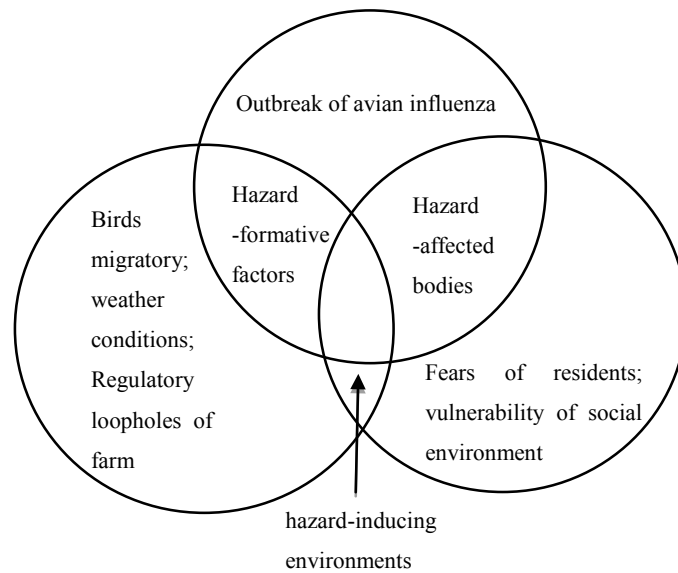 Outbreak of avian influenza
Hazard
-formative
factors
Hazard
-affected
bodies
Birds
migratory;
weather
conditions;
Regulatory
loopholes of
farm
Fears of residents;
vulnerability of social
environment
hazard-inducing
environments